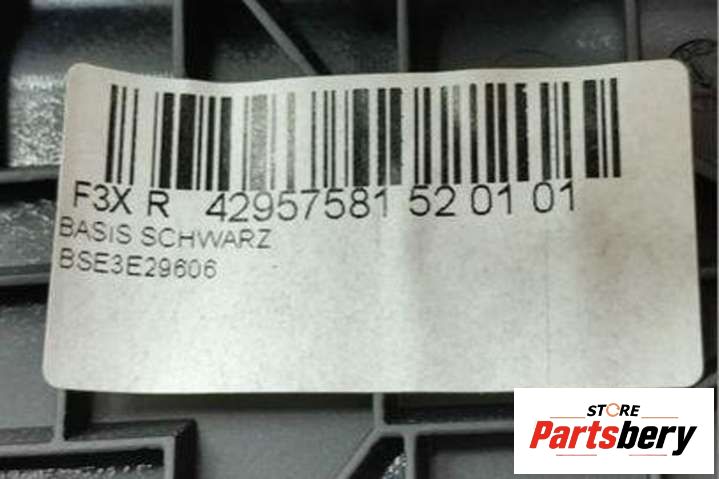 F3X R 42957581 52 01 01
BASIS SCHWARZ
BSE3E29606
STORE
Partsbery